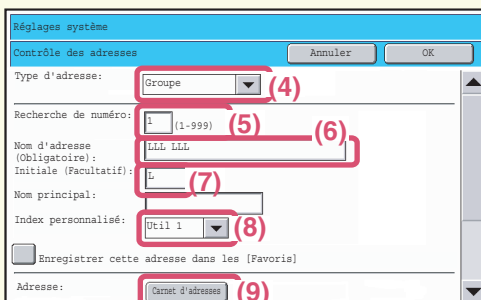 Réglages système
Contrôle des adresses Annuler OK
Type d'adresse: Groupe (4)
Recherche de numéro: 1 (1-999) (5)
(6)
Nom d'adresse LLL LLL
(Obligatoire):
Initiale (Facultatif): L (7)
Nom principal:
Index personnalisé: Util 1 (8)
Enregistrer cette adresse dans les [Favoris]
Adresse: Carnet d'adresses (9)